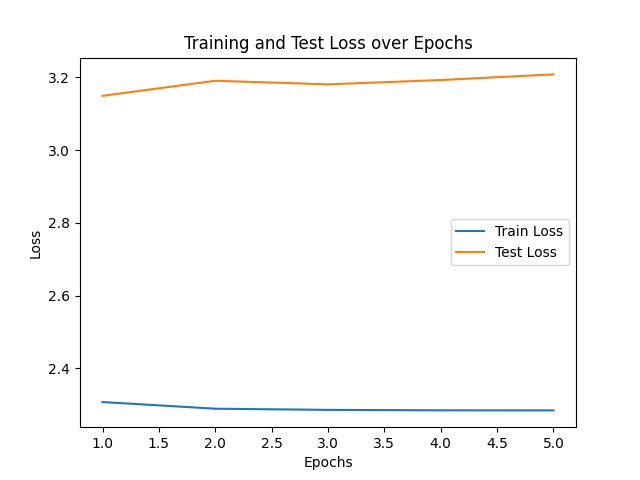 Training and Test Loss over Epochs
3.2
3.0
2.8
2.6
2.4
Loss
Train Loss
Test Loss
1.0 1.5 2.0 2.5 3.0 3.5 4.0 4.5 5.0
Epochs